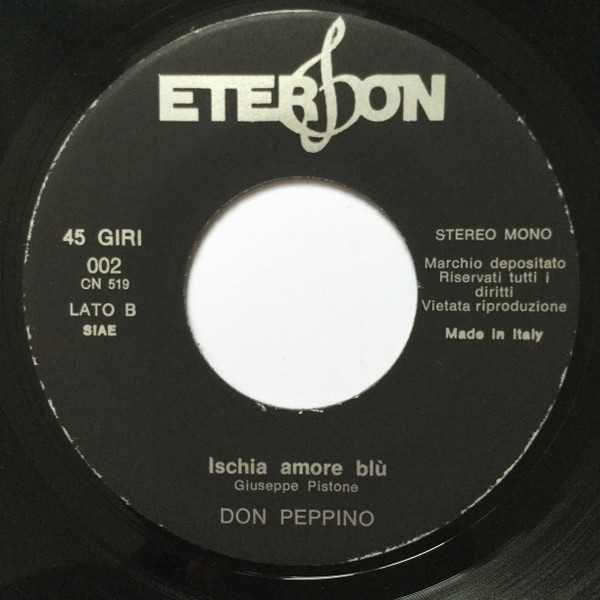 ETERSON
45 GIRI
002
CN 519
LATO B
SIAE
STEREO MONO
Marchio depositato
Riservati tutti i
diritti
Vietata riproduzione
Made in Italy
Ischia amore blù
Giuseppe Pistone
DON PEPPINO